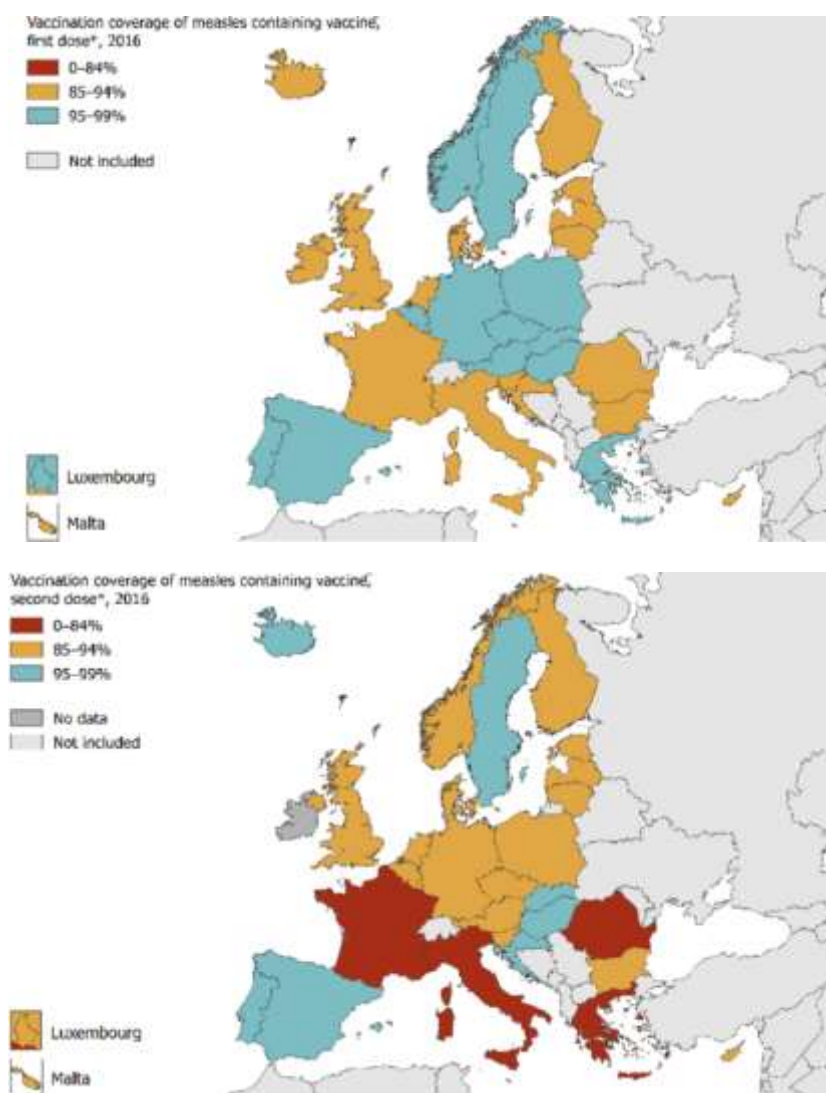 Vaccination coverage of measles containing vaccine,
first dose*, 2016
0–84%
85–94%
95–99%
Not included
Luxembourg
Malta
Vaccination coverage of measles containing vaccine,
second dose*, 2016
0–84%
85–94%
95–99%
No data
Not included
Luxembourg
Malta